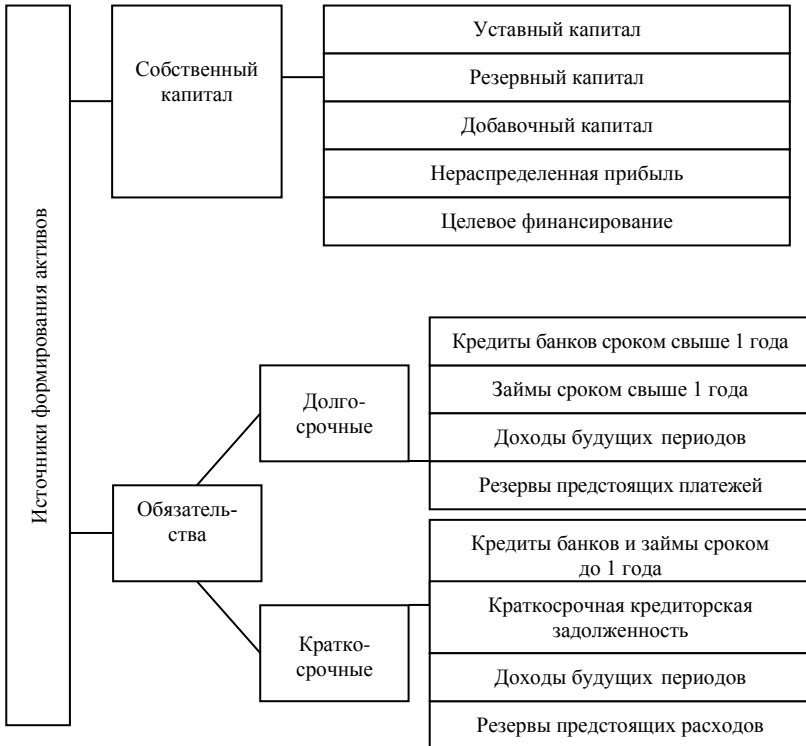 Источники формирования активов
Собственный
капитал
Уставный капитал
Резервный капитал
Добавочный капитал
Нераспределенная прибыль
Целевое финансирование
Обязатель-
ства
Долго-
срочные
Кредиты банков сроком свыше 1 года
Займы сроком свыше 1 года
Доходы будущих периодов
Резервы предстоящих платежей
Кратко-
срочные
Кредиты банков и займы сроком
до 1 года
Краткосрочная кредиторская
задолженность
Доходы будущих периодов
Резервы предстоящих расходов